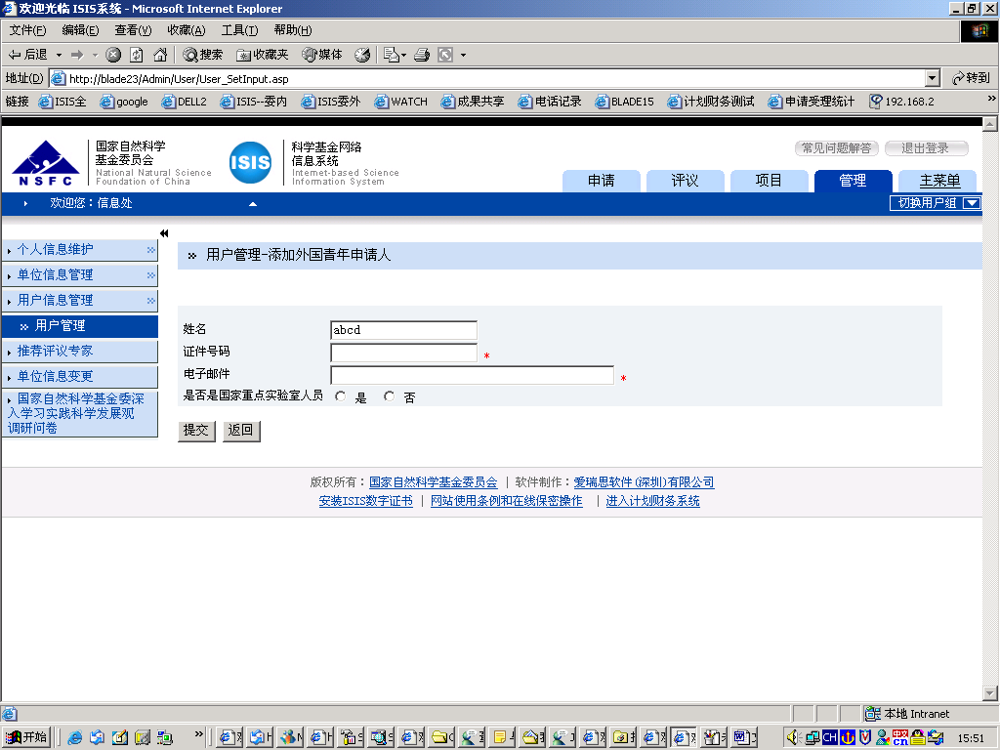 欢迎光临 ISIS系统 - Microsoft Internet Explorer
文件(F) 编辑(E) 查看(V) 收藏(A) 工具(T) 帮助(H)
后退 搜索 收藏夹 媒体
地址(D) http://blade23/Admin/User/User_SetInput.asp 转到
链接 ISIS全 google DELL2 ISIS--委内 ISIS委外 WATCH 成果共享 电话记录 BLADE15 计划财务测试 申请受理统计 192.168.2
国家自然科学
基金委员会
National Natural Science
Foundation of China
NSFC
ISIS
科学基金网络
信息系统
Internet-based Science
Information System
常见问题解答 退出登录
申请 评议 项目 管理 主菜单
欢迎您：信息处 切换用户组
个人信息维护
单位信息管理
用户信息管理
用户管理
推荐评议专家
单位信息变更
国家自然科学基金委深
入学习实践科学发展观
调研问卷
用户管理-添加外国青年申请人
姓名 abcd
证件号码 *
电子邮件 *
是否是国家重点实验室人员 是 否
提交 返回
版权所有：国家自然科学基金委员会 | 软件制作：爱瑞思软件(深圳)有限公司
安装ISIS数字证书 | 网站使用条例和在线保密操作 | 进入计划财务系统
本地 Intranet
开始 CH 15:51